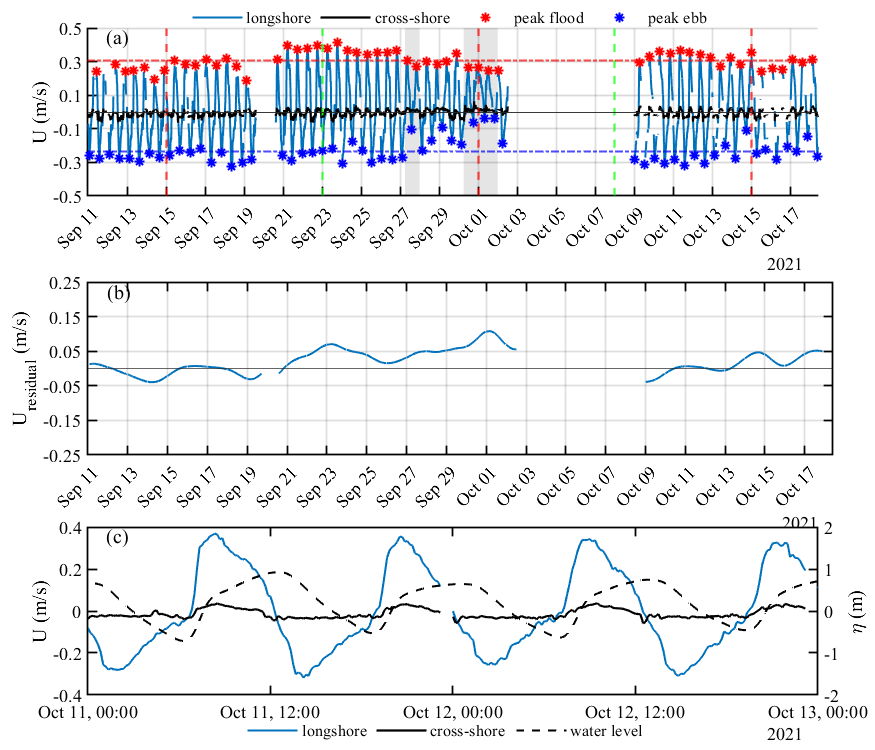 longshore cross-shore peak flood peak ebb
(a)
U (m/s)
0.5
0.3
0.1
-0.1
-0.3
-0.5
Sep 11 Sep 13 Sep 15 Sep 17 Sep 19 Sep 21 Sep 23 Sep 25 Sep 27 Sep 29 Oct 01 Oct 03 Oct 05 Oct 07 Oct 09 Oct 11 Oct 13 Oct 15 Oct 17
2021
(b)
U residual (m/s)
0.25
0.15
0.05
-0.05
-0.15
-0.25
Sep 11 Sep 13 Sep 15 Sep 17 Sep 19 Sep 21 Sep 23 Sep 25 Sep 27 Sep 29 Oct 01 Oct 03 Oct 05 Oct 07 Oct 09 Oct 11 Oct 13 Oct 15 Oct 17
2021
(c)
U (m/s)
0.4
0.2
0
-0.2
-0.4
2
1
0
-1
-2
η (m)
Oct 11, 00:00 Oct 11, 12:00 Oct 12, 00:00 Oct 12, 12:00 Oct 13, 00:00
2021
longshore cross-shore water level